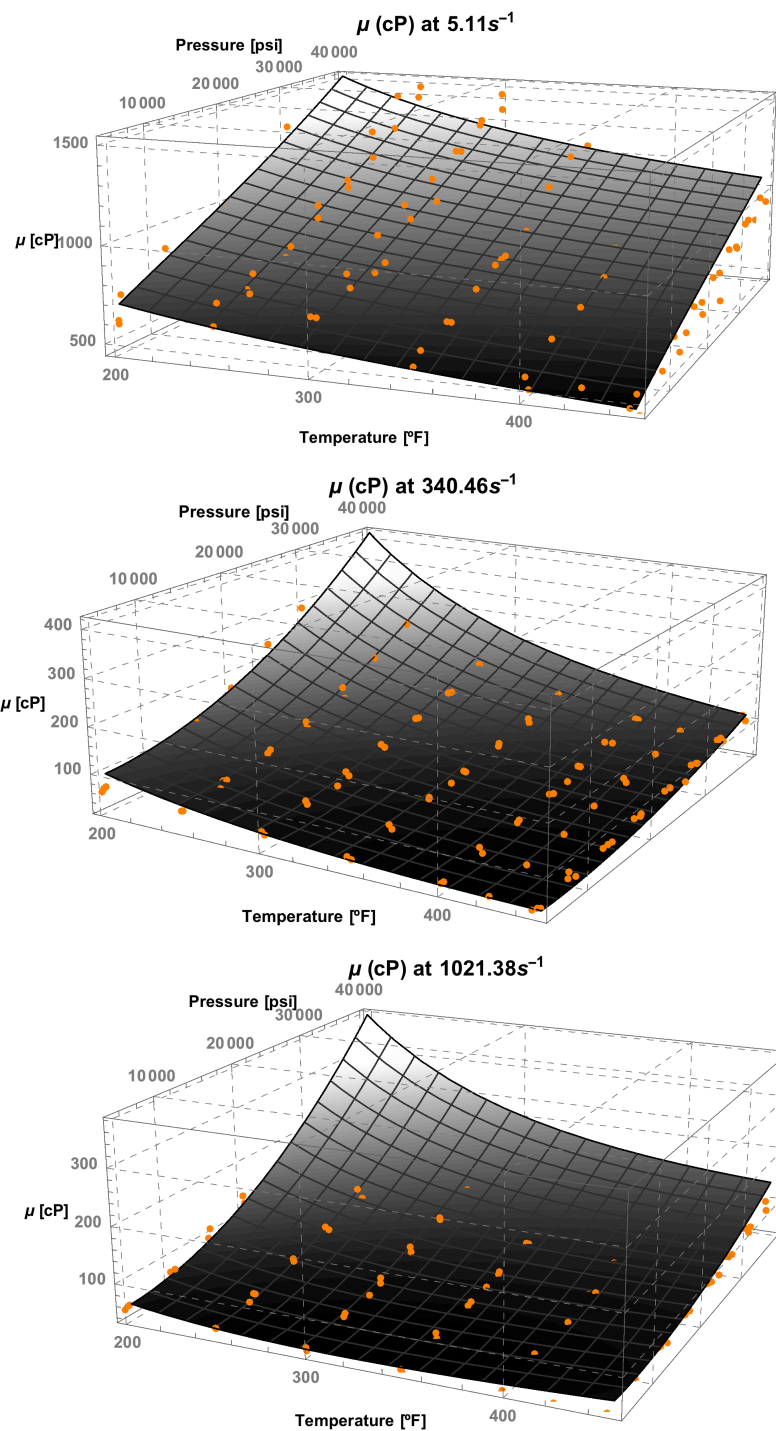 μ (cP) at 5.11s⁻¹
Pressure [psi]
40 000
30 000
20 000
10 000
1500
μ [cP]
1000
500
200
300
400
Temperature [ºF]
μ (cP) at 340.46s⁻¹
Pressure [psi]
40 000
30 000
20 000
10 000
400
300
μ [cP]
200
100
200
300
400
Temperature [ºF]
μ (cP) at 1021.38s⁻¹
Pressure [psi]
40 000
30 000
20 000
10 000
300
μ [cP]
200
100
200
300
400
Temperature [ºF]